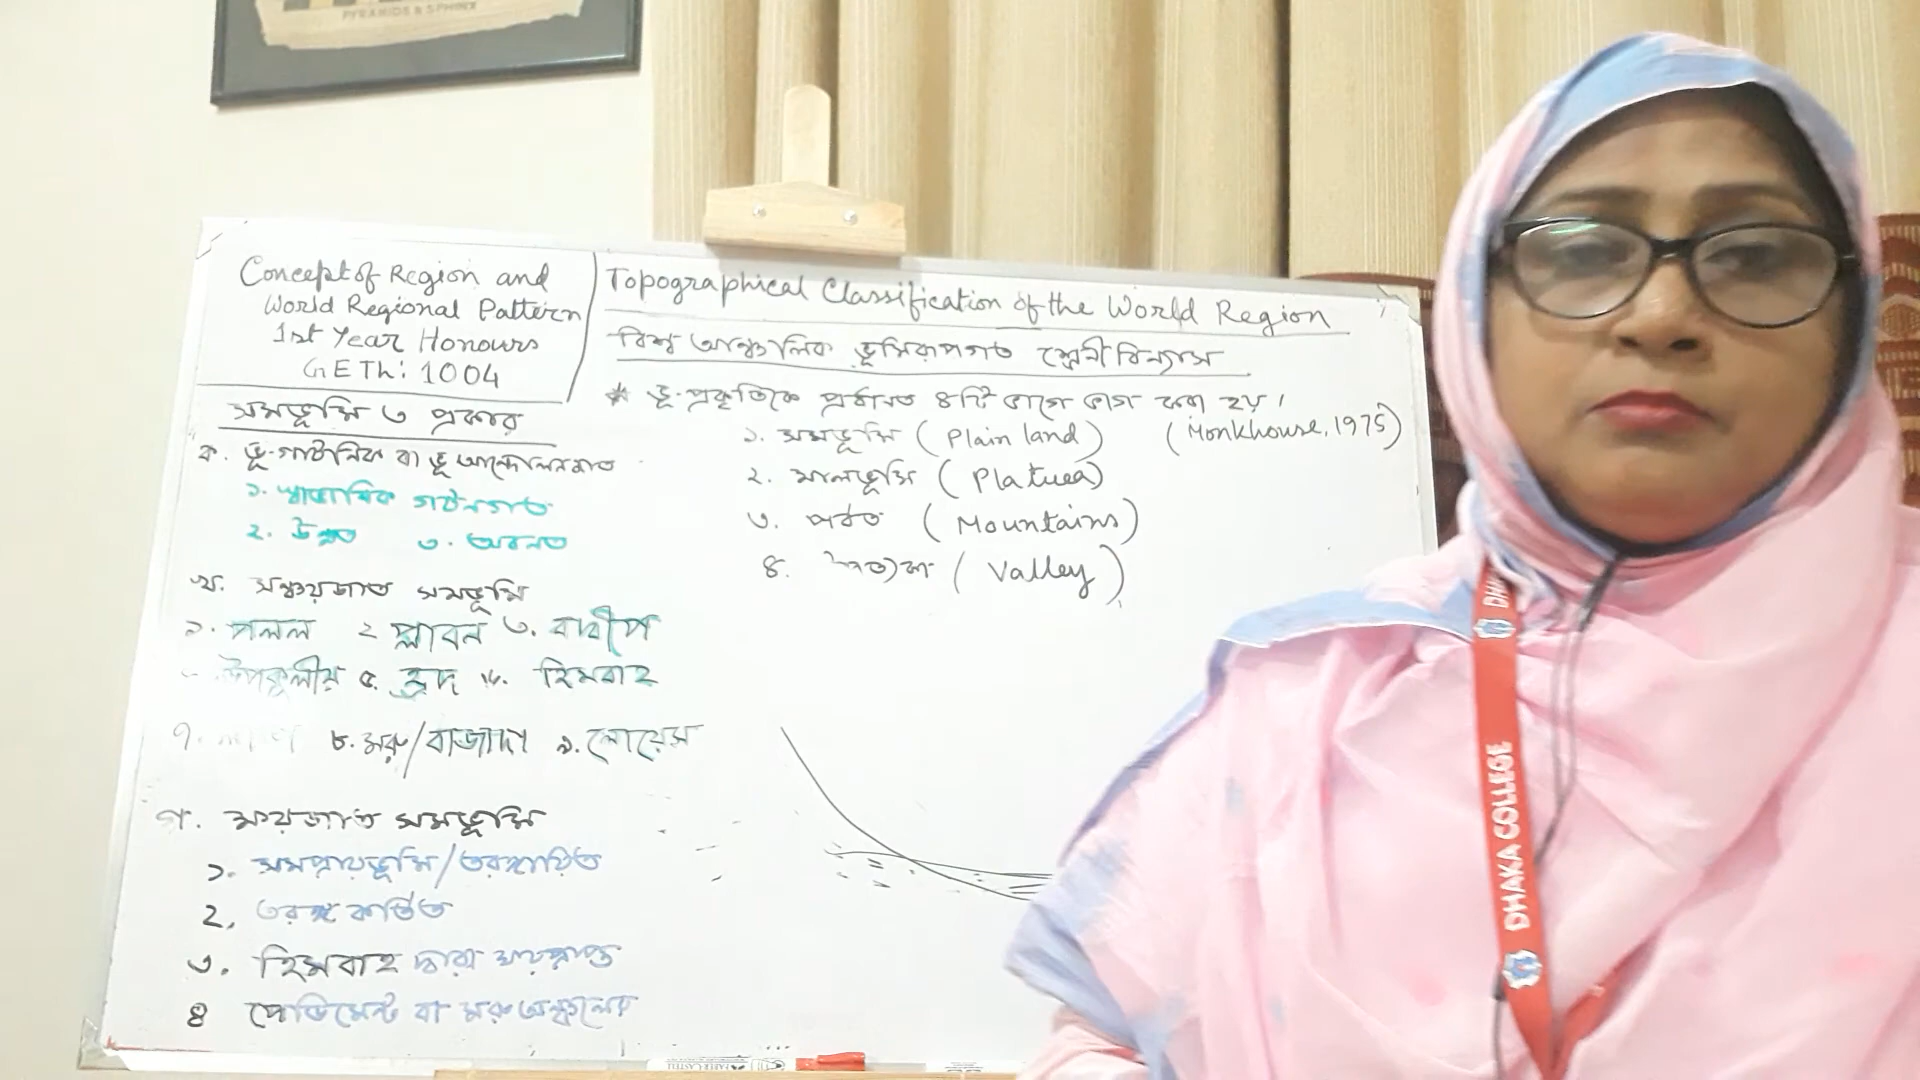 PYRAMIDS & SPHINX
Concept of Region and
World Regional Pattern
1st Year Honours
GETh: 1004
Topographical Classification of the World Region
বিশ্ব আঞ্চলিক ভূমিরূপগত শ্রেনীবিন্যাস
* ভূ-প্রকৃতিকে প্রধানত ৪টি ভাগে ভাগ করা হয়।
(Monkhouse, 1975)
১. সমভূমি (Plain land)
২. মালভূমি (Platuea)
৩. পর্বত (Mountains)
৪. উপত্যকা (Valley)
সমভূমি ৩ প্রকার
ক. ভূ-গাঠনিক বা ভূ আন্দোলনজাত
১. স্বাভাবিক গঠনগত
২. উন্নত ৩. অবনত
খ. সঞ্চয়জাত সমভূমি
১. পলল ২ প্লাবন ৩. বদ্বীপ
উপকূলীয় ৫. হ্রদ ৬. হিমবাহ
৭. ৮. মরু/বাজাদা ৯. লোয়েস
গ. ক্ষয়জাত সমভূমি
১. সমপ্রায়ভূমি/তরঙ্গায়িত
২. তরঙ্গ কর্তিত
৩. হিমবাহ দ্বারা ক্ষয়প্রাপ্ত
৪ পেডিমেন্ট বা মরু অঞ্চলের
DHAKA COLLEGE
DH